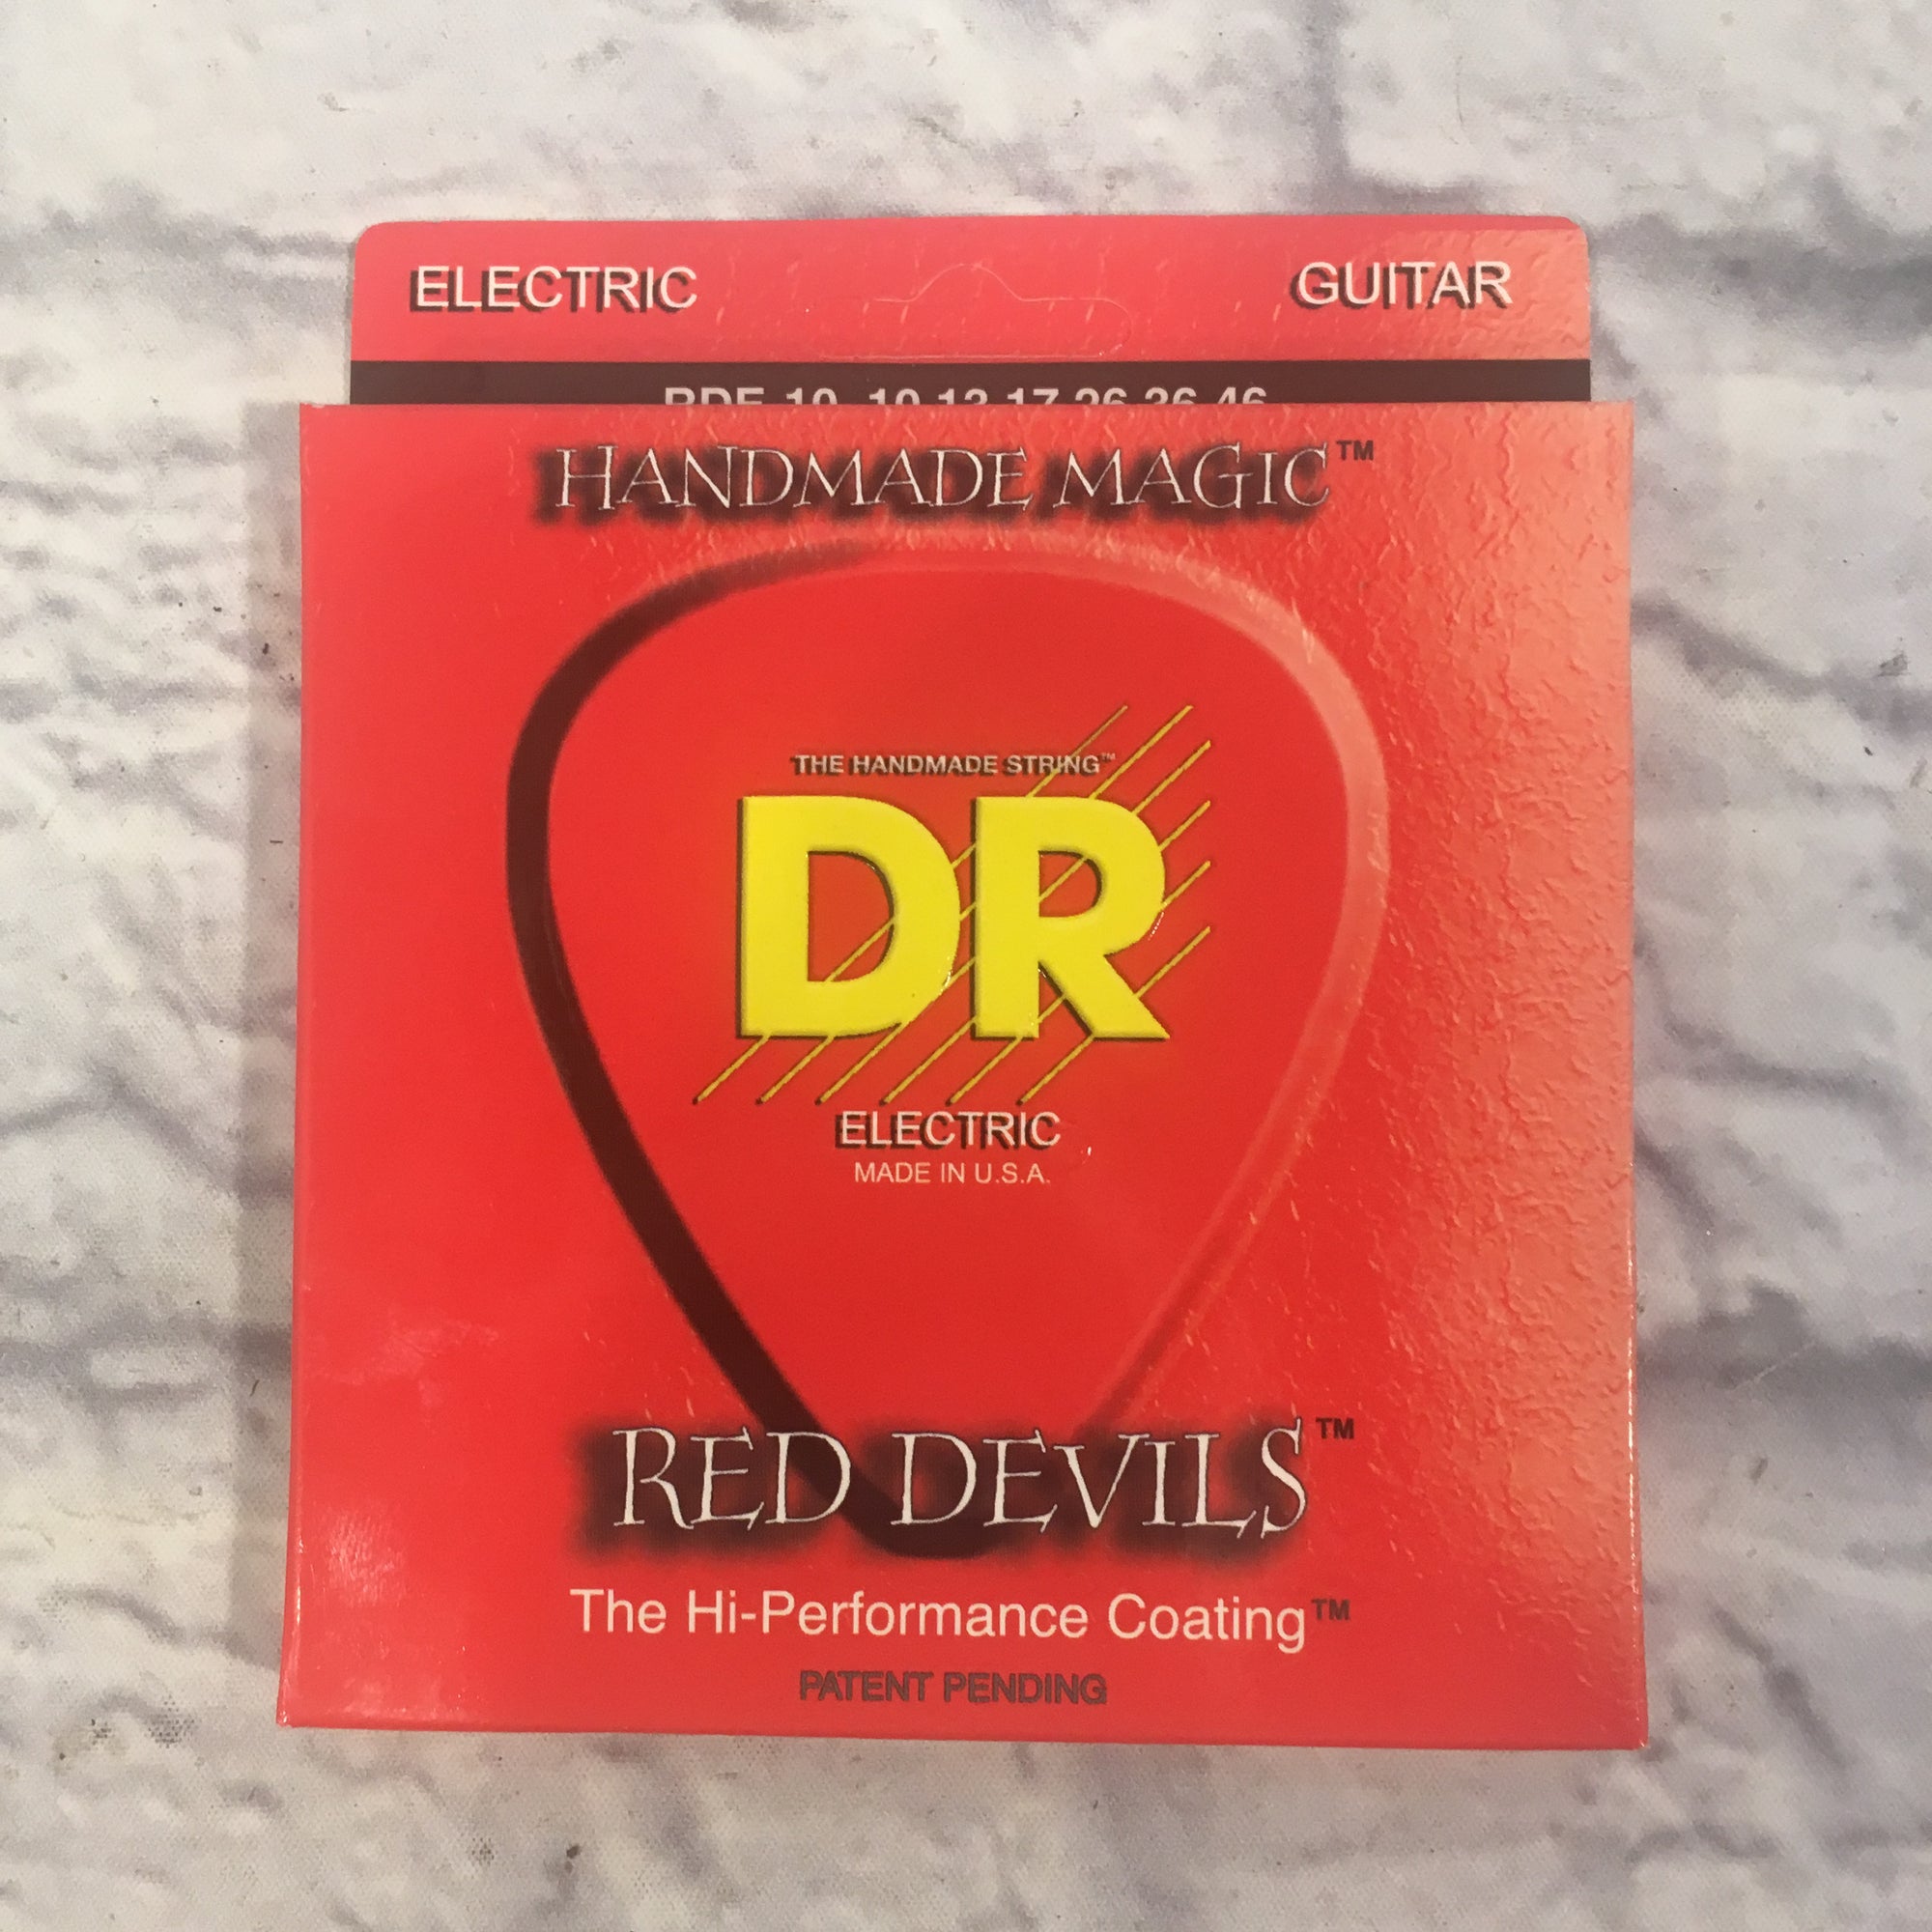 ELECTRIC GUITAR
RDE-10 10 13 17 26 36 46
HANDMADE MAGIC™
THE HANDMADE STRING™
DR
ELECTRIC
MADE IN U.S.A.
RED DEVILS™
The Hi-Performance Coating™
PATENT PENDING